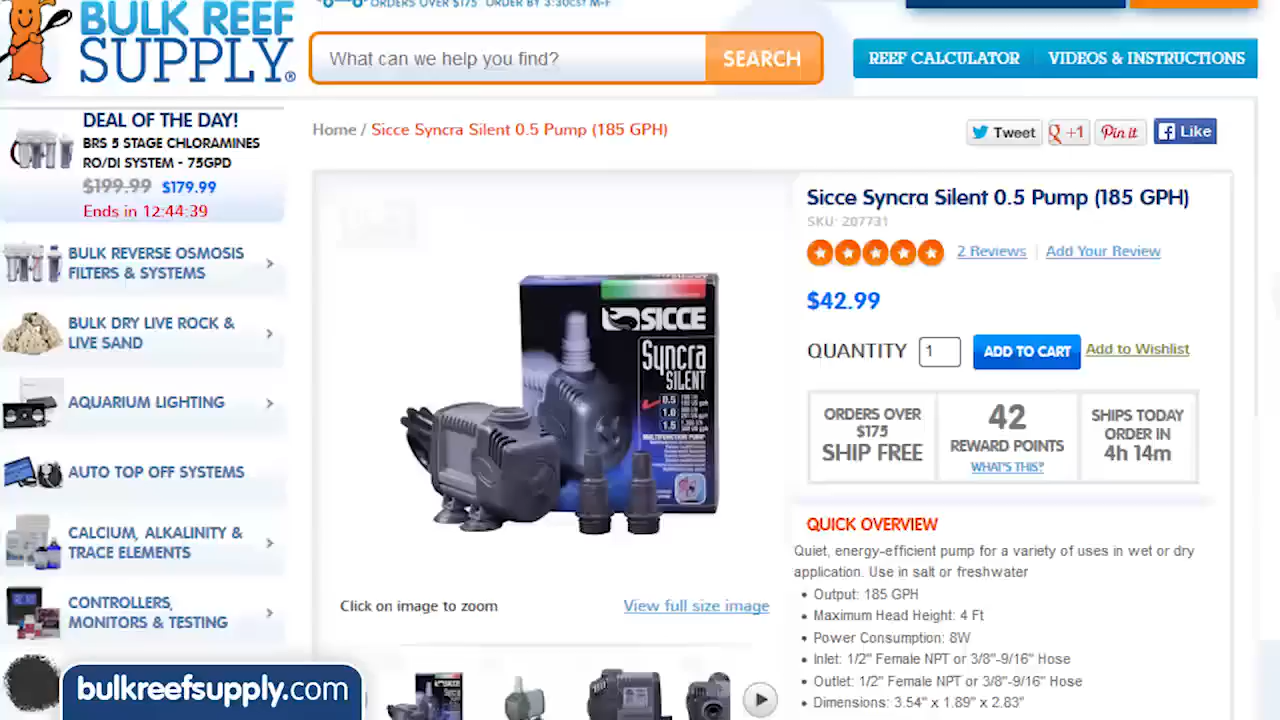 ORDERS OVER $175 ORDER BY 3:30CST M-F
BULK REEF
SUPPLY®
What can we help you find?
SEARCH
REEF CALCULATOR
VIDEOS & INSTRUCTIONS
DEAL OF THE DAY!
BRS 5 STAGE CHLORAMINES
RO/DI SYSTEM - 75GPD
$199.99 $179.99
Ends in 12:44:39
BULK REVERSE OSMOSIS
FILTERS & SYSTEMS
BULK DRY LIVE ROCK &
LIVE SAND
AQUARIUM LIGHTING
AUTO TOP OFF SYSTEMS
CALCIUM, ALKALINITY &
TRACE ELEMENTS
CONTROLLERS,
MONITORS & TESTING
bulkreefsupply.com
Home / Sicce Syncra Silent 0.5 Pump (185 GPH)
Tweet
+1
Pin it
Like
SICCE
Syncra
SILENT
0.5
1.0
1.5
MULTIFUNCTION PUMP
Click on image to zoom
View full size image
Sicce Syncra Silent 0.5 Pump (185 GPH)
SKU: 207731
2 Reviews
Add Your Review
$42.99
QUANTITY 1
ADD TO CART
Add to Wishlist
ORDERS OVER
$175
SHIP FREE
42
REWARD POINTS
WHAT'S THIS?
SHIPS TODAY
ORDER IN
4h 14m
QUICK OVERVIEW
Quiet, energy-efficient pump for a variety of uses in wet or dry
application. Use in salt or freshwater
• Output: 185 GPH
• Maximum Head Height: 4 Ft
• Power Consumption: 8W
• Inlet: 1/2" Female NPT or 3/8"-9/16" Hose
• Outlet: 1/2" Female NPT or 3/8"-9/16" Hose
• Dimensions: 3.54" x 1.89" x 2.83"